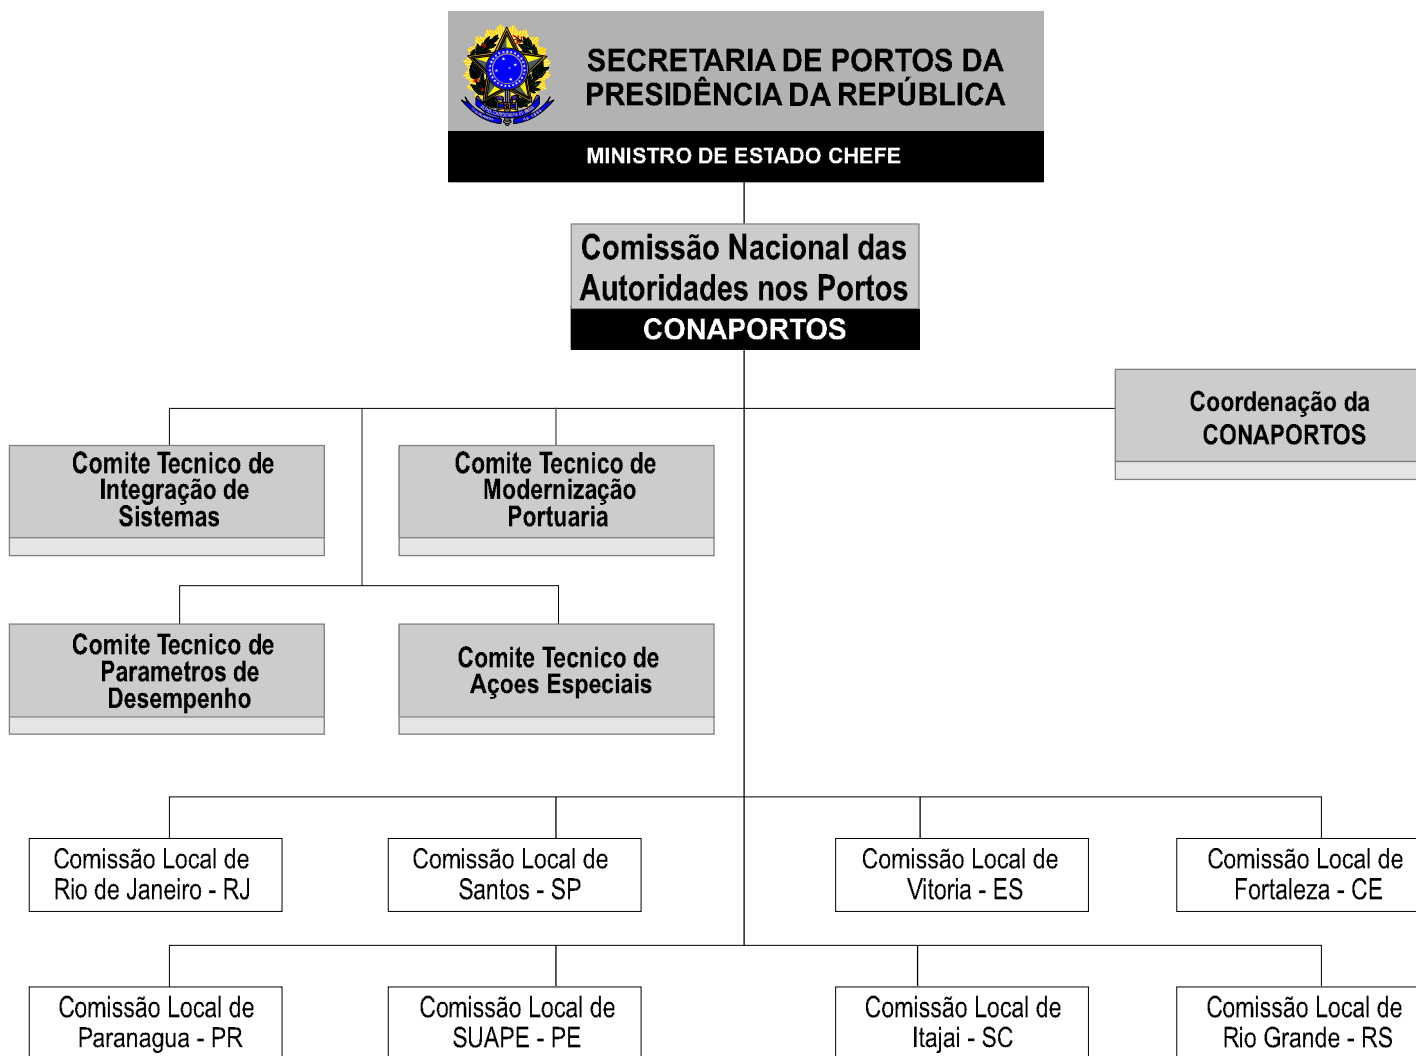 SECRETARIA DE PORTOS DA
PRESIDÊNCIA DA REPÚBLICA
MINISTRO DE ESTADO CHEFE
Comissão Nacional das
Autoridades nos Portos
CONAPORTOS
Coordenação da
CONAPORTOS
Comite Tecnico de
Integração de
Sistemas
Comite Tecnico de
Modernização
Portuaria
Comite Tecnico de
Parametros de
Desempenho
Comite Tecnico de
Açoes Especiais
Comissão Local de
Rio de Janeiro - RJ
Comissão Local de
Santos - SP
Comissão Local de
Vitoria - ES
Comissão Local de
Fortaleza - CE
Comissão Local de
Paranagua - PR
Comissão Local de
SUAPE - PE
Comissão Local de
Itajai - SC
Comissão Local de
Rio Grande - RS